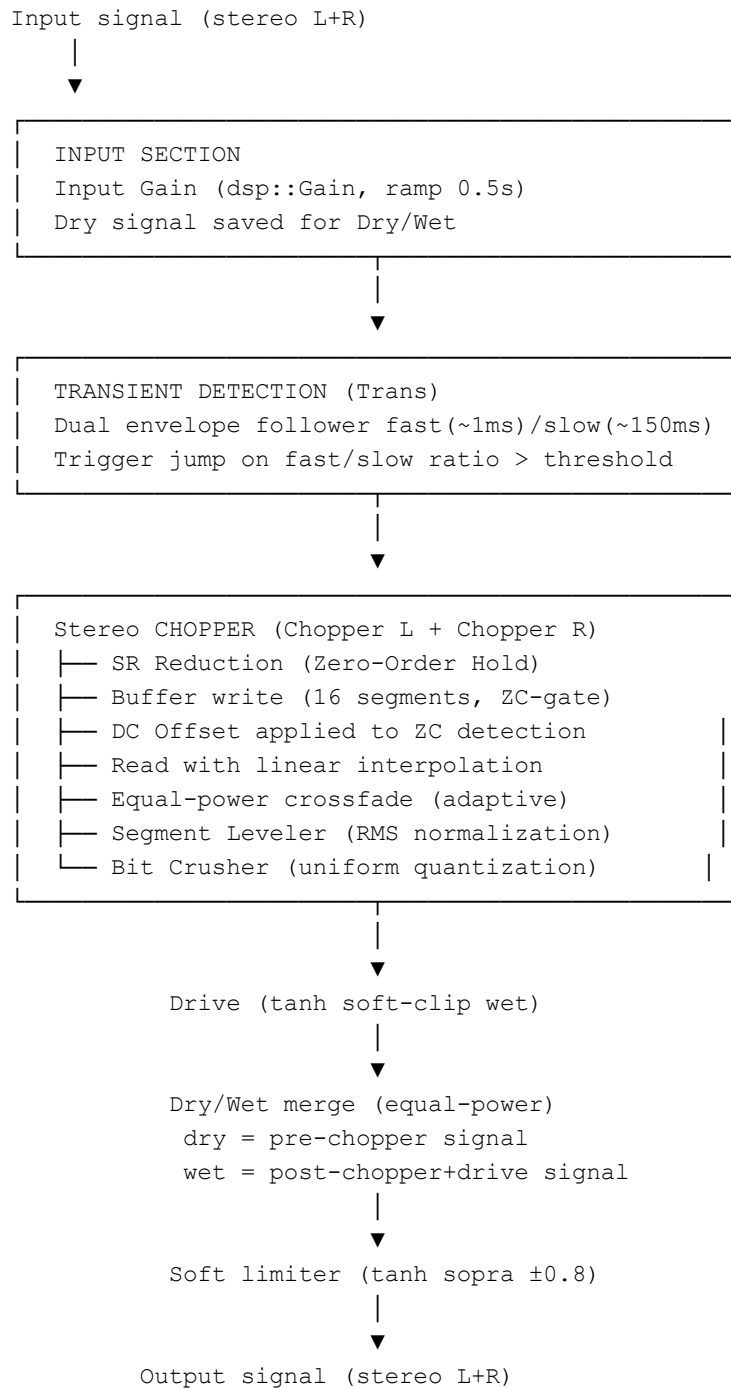 Input signal (stereo L+R)
INPUT SECTION
Input Gain (dsp::Gain, ramp 0.5s)
Dry signal saved for Dry/Wet
TRANSIENT DETECTION (Trans)
Dual envelope follower fast(~1ms)/slow(~150ms)
Trigger jump on fast/slow ratio > threshold
Stereo CHOPPER (Chopper L + Chopper R)
SR Reduction (Zero-Order Hold)
Buffer write (16 segments, ZC-gate)
DC Offset applied to ZC detection
Read with linear interpolation
Equal-power crossfade (adaptive)
Segment Leveler (RMS normalization)
Bit Crusher (uniform quantization)
Drive (tanh soft-clip wet)
Dry/Wet merge (equal-power)
dry = pre-chopper signal
wet = post-chopper+drive signal
Soft limiter (tanh sopra ±0.8)
Output signal (stereo L+R)